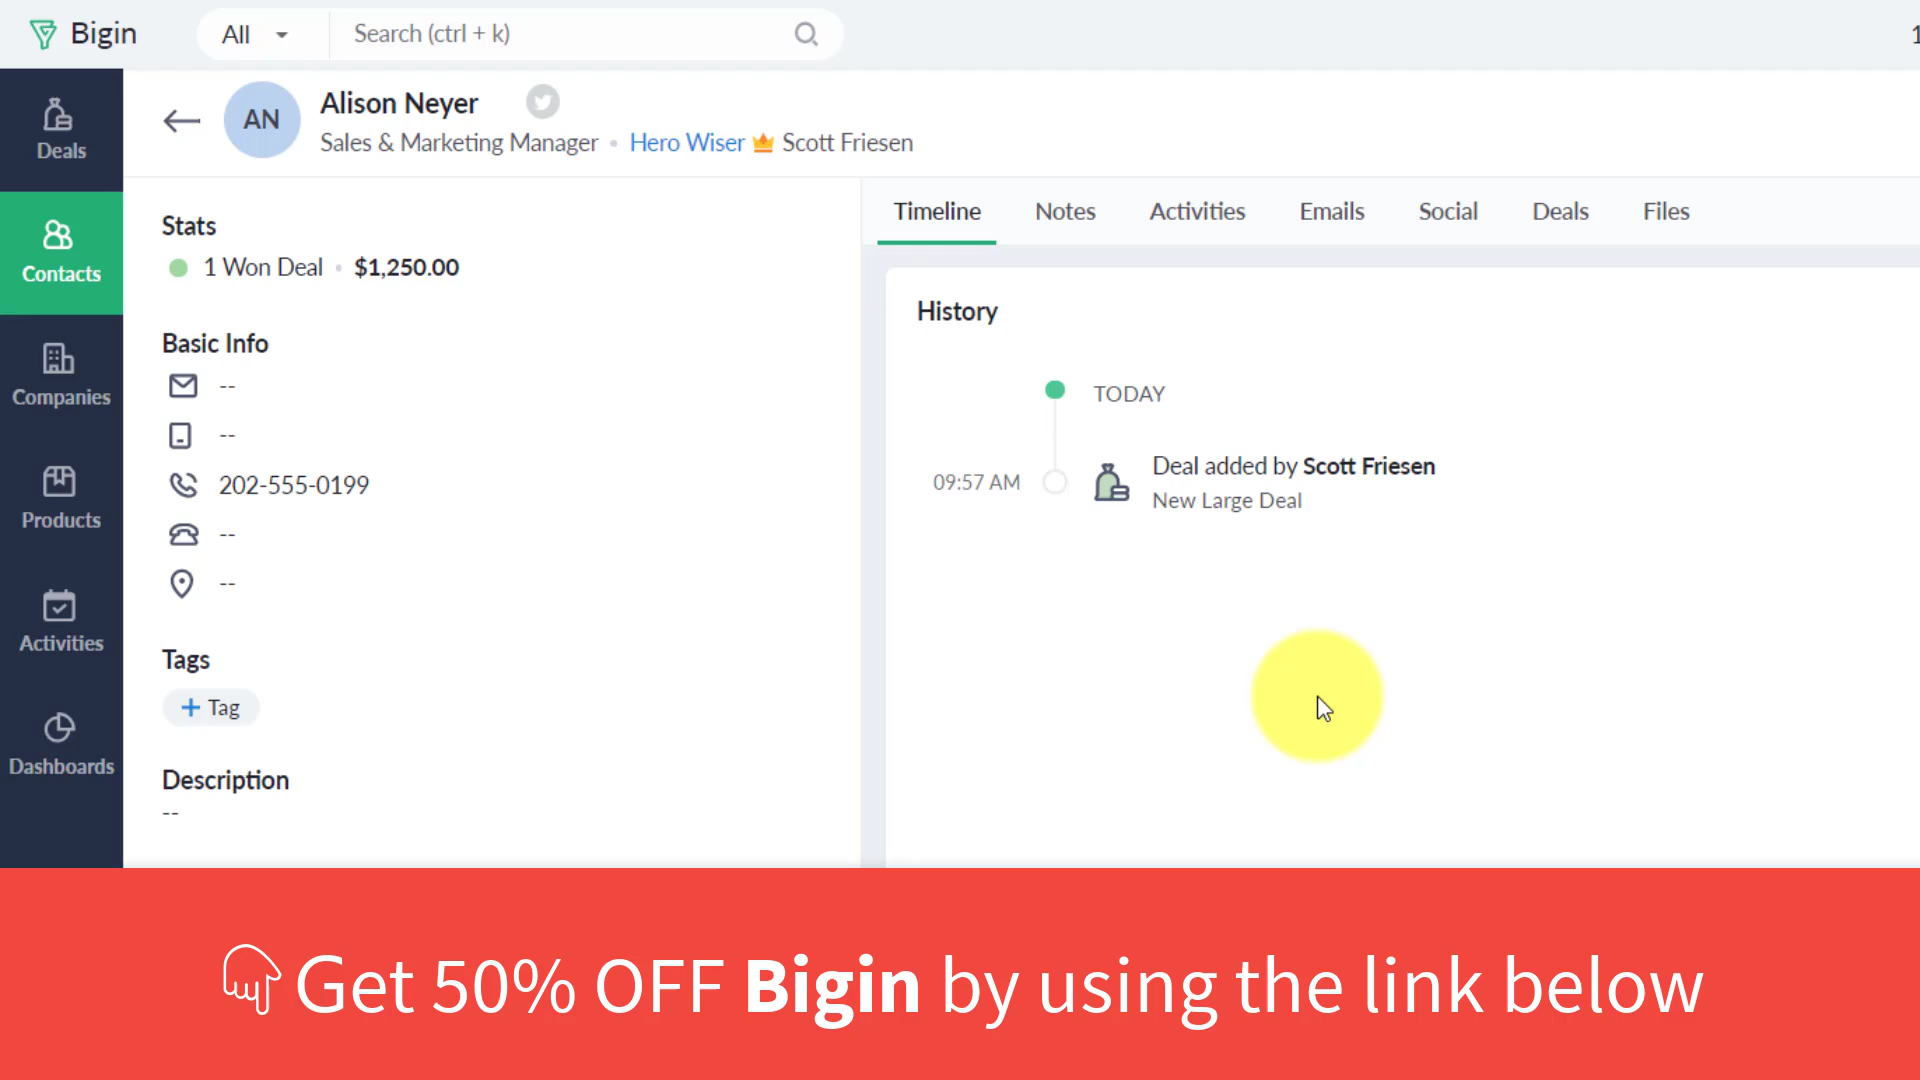 Bigin
All
Search (ctrl + k)
1
Deals
Contacts
Companies
Products
Activities
Dashboards
AN
Alison Neyer
Sales & Marketing Manager • Hero Wiser Scott Friesen
Stats
1 Won Deal • $1,250.00
Basic Info
--
--
202-555-0199
--
--
Tags
+ Tag
Description
--
Timeline Notes Activities Emails Social Deals Files
History
TODAY
09:57 AM
Deal added by Scott Friesen
New Large Deal
Get 50% OFF Bigin by using the link below